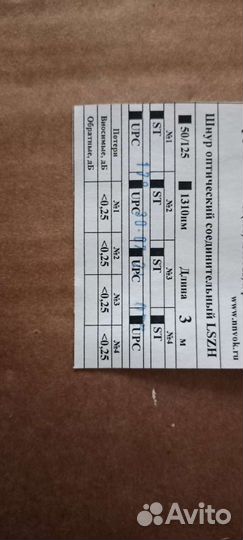 www.nnvok.ru
Шнур оптический соединительный LSZH
50/125 1310нм Длина 3 м
№1 №2 №3 №4
ST ST ST ST
UPC UPC UPC UPC
Потери №1 №2 №3 №4
Вносимые, дБ <0,25 <0,25 <0,25 <0,25
Обратные, дБ
Avito